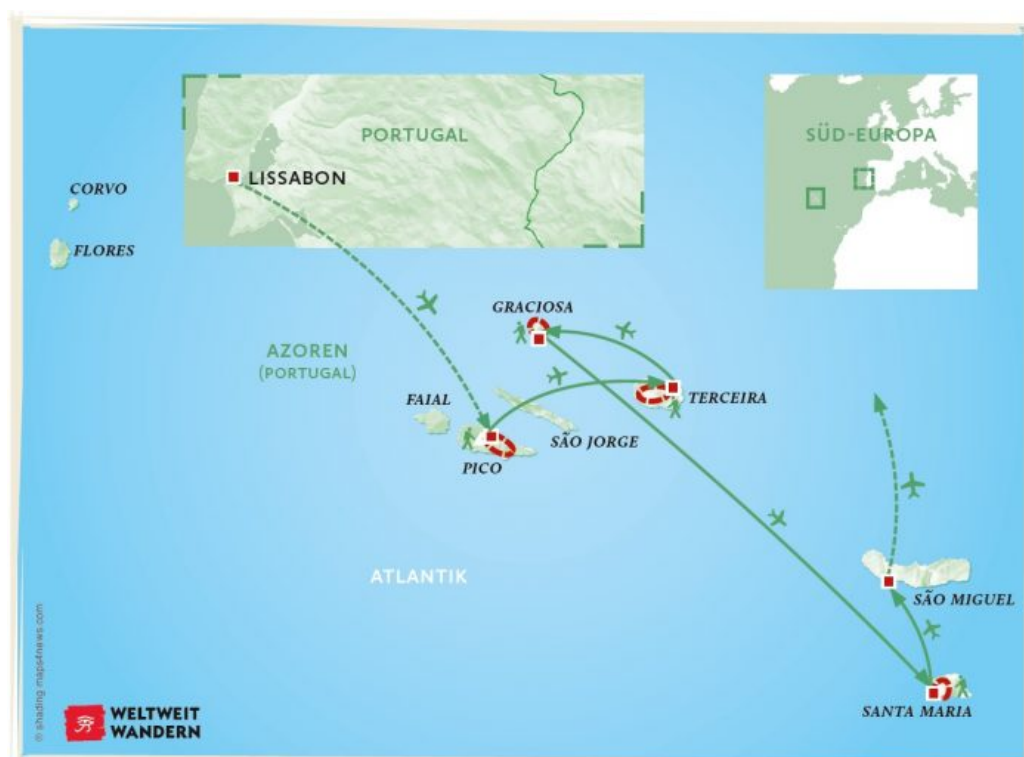 PORTUGAL
SÜD-EUROPA
LISSABON
CORVO
FLORES
GRACIOSA
AZOREN
(PORTUGAL)
FAIAL
TERCEIRA
SÃO JORGE
PICO
ATLANTIK
SÃO MIGUEL
SANTA MARIA
© shading maps4news.com
WELTWEIT
WANDERN